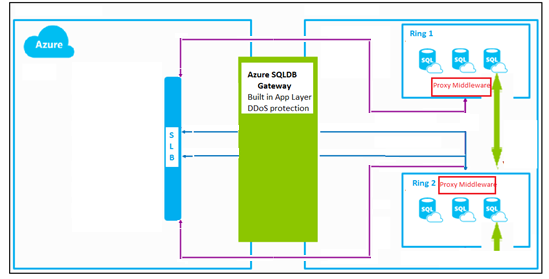 Azure
Azure SQLDB
Gateway
Built in App Layer
DDoS protection
S
L
B
Ring 1
SQL
SQL
SQL
Proxy Middleware
Ring 2
Proxy Middleware
SQL
SQL
SQL